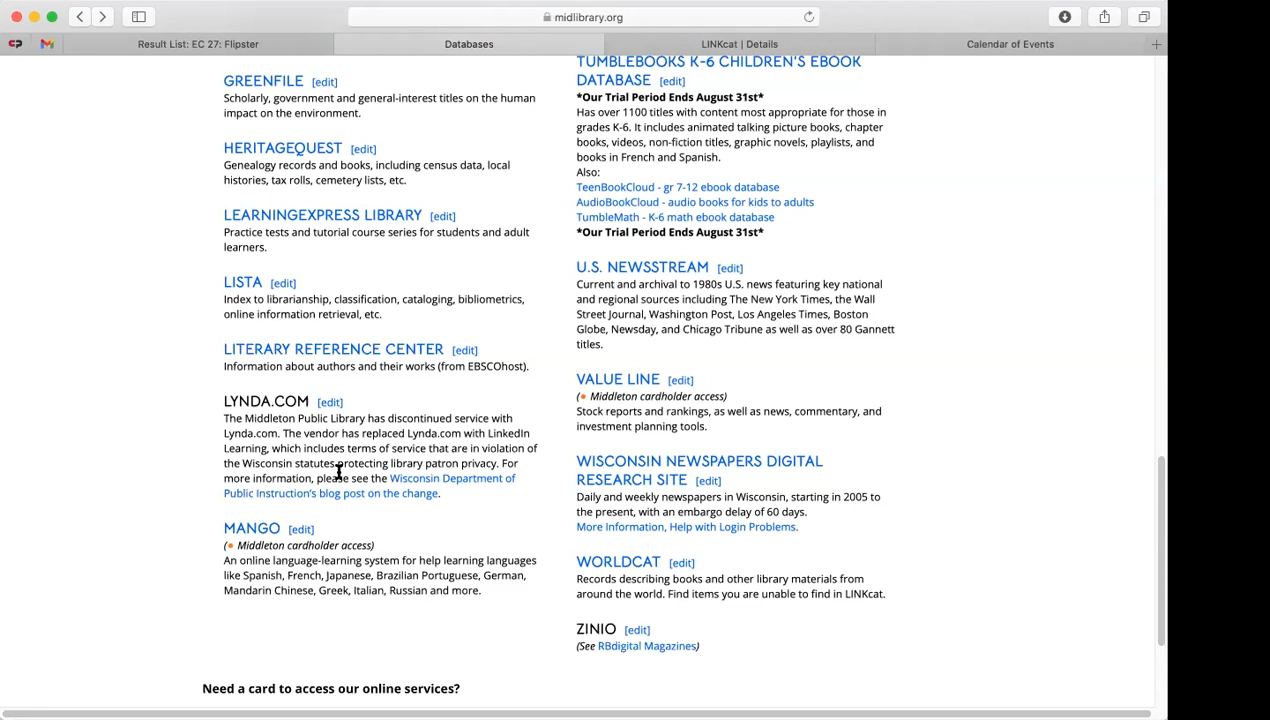 midlibrary.org
Result List: EC 27: Flipster
Databases
LINKcat | Details
Calendar of Events
GREENFILE [edit]
Scholarly, government and general-interest titles on the human
impact on the environment.
HERITAGEQUEST [edit]
Genealogy records and books, including census data, local
histories, tax rolls, cemetery lists, etc.
LEARNINGEXPRESS LIBRARY [edit]
Practice tests and tutorial course series for students and adult
learners.
LISTA [edit]
Index to librarianship, classification, cataloging, bibliometrics,
online information retrieval, etc.
LITERARY REFERENCE CENTER [edit]
Information about authors and their works (from EBSCOhost).
LYNDA.COM [edit]
The Middleton Public Library has discontinued service with
Lynda.com. The vendor has replaced Lynda.com with LinkedIn
Learning, which includes terms of service that are in violation of
the Wisconsin statutes protecting library patron privacy. For
more information, please see the Wisconsin Department of
Public Instruction's blog post on the change.
MANGO [edit]
(• Middleton cardholder access)
An online language-learning system for help learning languages
like Spanish, French, Japanese, Brazilian Portuguese, German,
Mandarin Chinese, Greek, Italian, Russian and more.
TUMBLEBOOKS K-6 CHILDREN'S EBOOK
DATABASE [edit]
*Our Trial Period Ends August 31st*
Has over 1100 titles with content most appropriate for those in
grades K-6. It includes animated talking picture books, chapter
books, videos, non-fiction titles, graphic novels, playlists, and
books in French and Spanish.
Also:
TeenBookCloud - gr 7-12 ebook database
AudioBookCloud - audio books for kids to adults
TumbleMath - K-6 math ebook database
*Our Trial Period Ends August 31st*
U.S. NEWSSTREAM [edit]
Current and archival to 1980s U.S. news featuring key national
and regional sources including The New York Times, the Wall
Street Journal, Washington Post, Los Angeles Times, Boston
Globe, Newsday, and Chicago Tribune as well as over 80 Gannett
titles.
VALUE LINE [edit]
(• Middleton cardholder access)
Stock reports and rankings, as well as news, commentary, and
investment planning tools.
WISCONSIN NEWSPAPERS DIGITAL
RESEARCH SITE [edit]
Daily and weekly newspapers in Wisconsin, starting in 2005 to
the present, with an embargo delay of 60 days.
More Information, Help with Login Problems.
WORLDCAT [edit]
Records describing books and other library materials from
around the world. Find items you are unable to find in LINKcat.
ZINIO [edit]
(See RBdigital Magazines)
Need a card to access our online services?